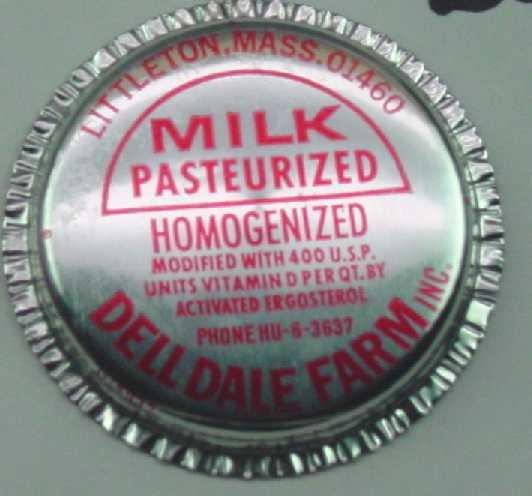 LITTLETON, MASS. 01460
MILK
PASTEURIZED
HOMOGENIZED
MODIFIED WITH 400 U.S.P.
UNITS VITAMIN D PER QT. BY
ACTIVATED ERGOSTEROL
PHONE HU-6-3637
DELL DALE FARM INC.